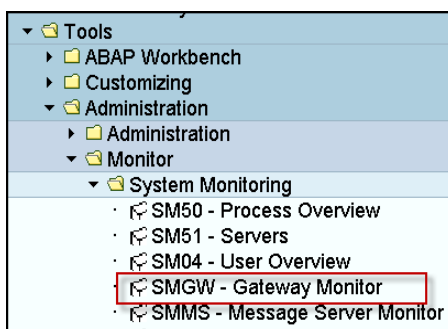 Tools
ABAP Workbench
Customizing
Administration
Administration
Monitor
System Monitoring
SM50 - Process Overview
SM51 - Servers
SM04 - User Overview
SMGW - Gateway Monitor
SMMS - Message Server Monitor